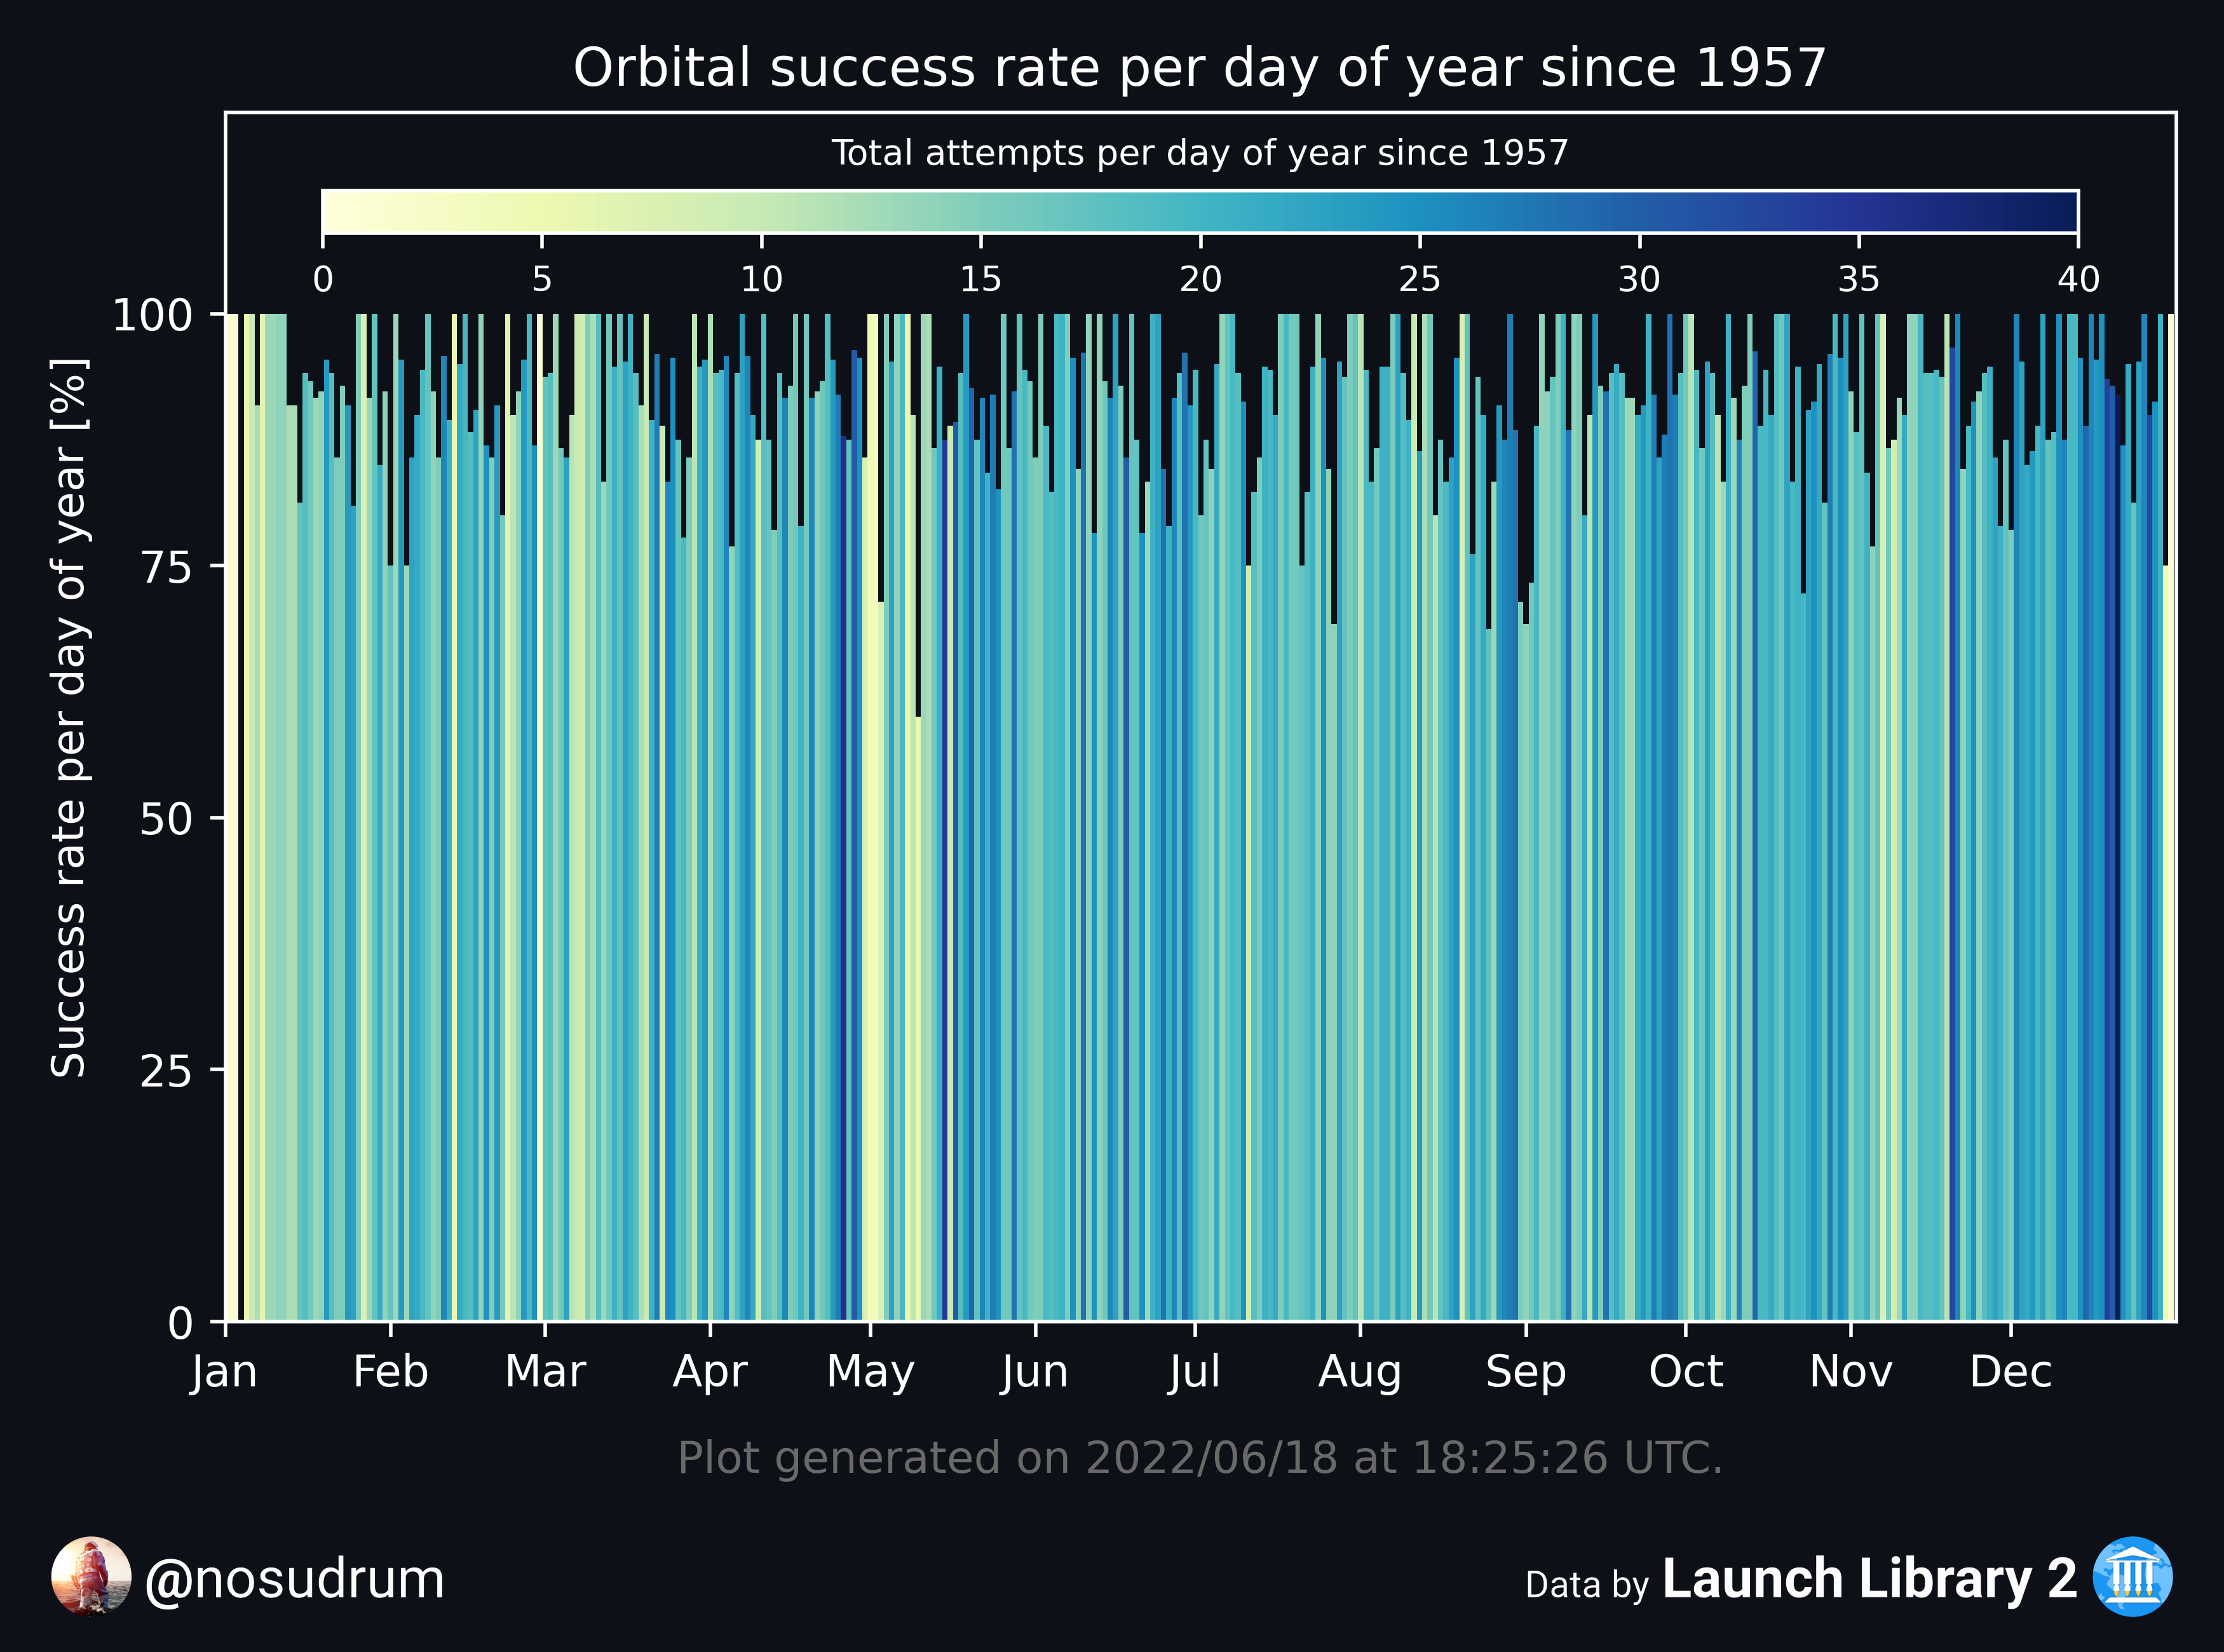 Orbital success rate per day of year since 1957
Total attempts per day of year since 1957
0 5 10 15 20 25 30 35 40
Success rate per day of year [%]
100
75
50
25
0
Jan Feb Mar Apr May Jun Jul Aug Sep Oct Nov Dec
Plot generated on 2022/06/18 at 18:25:26 UTC.
@nosudrum
Data by Launch Library 2